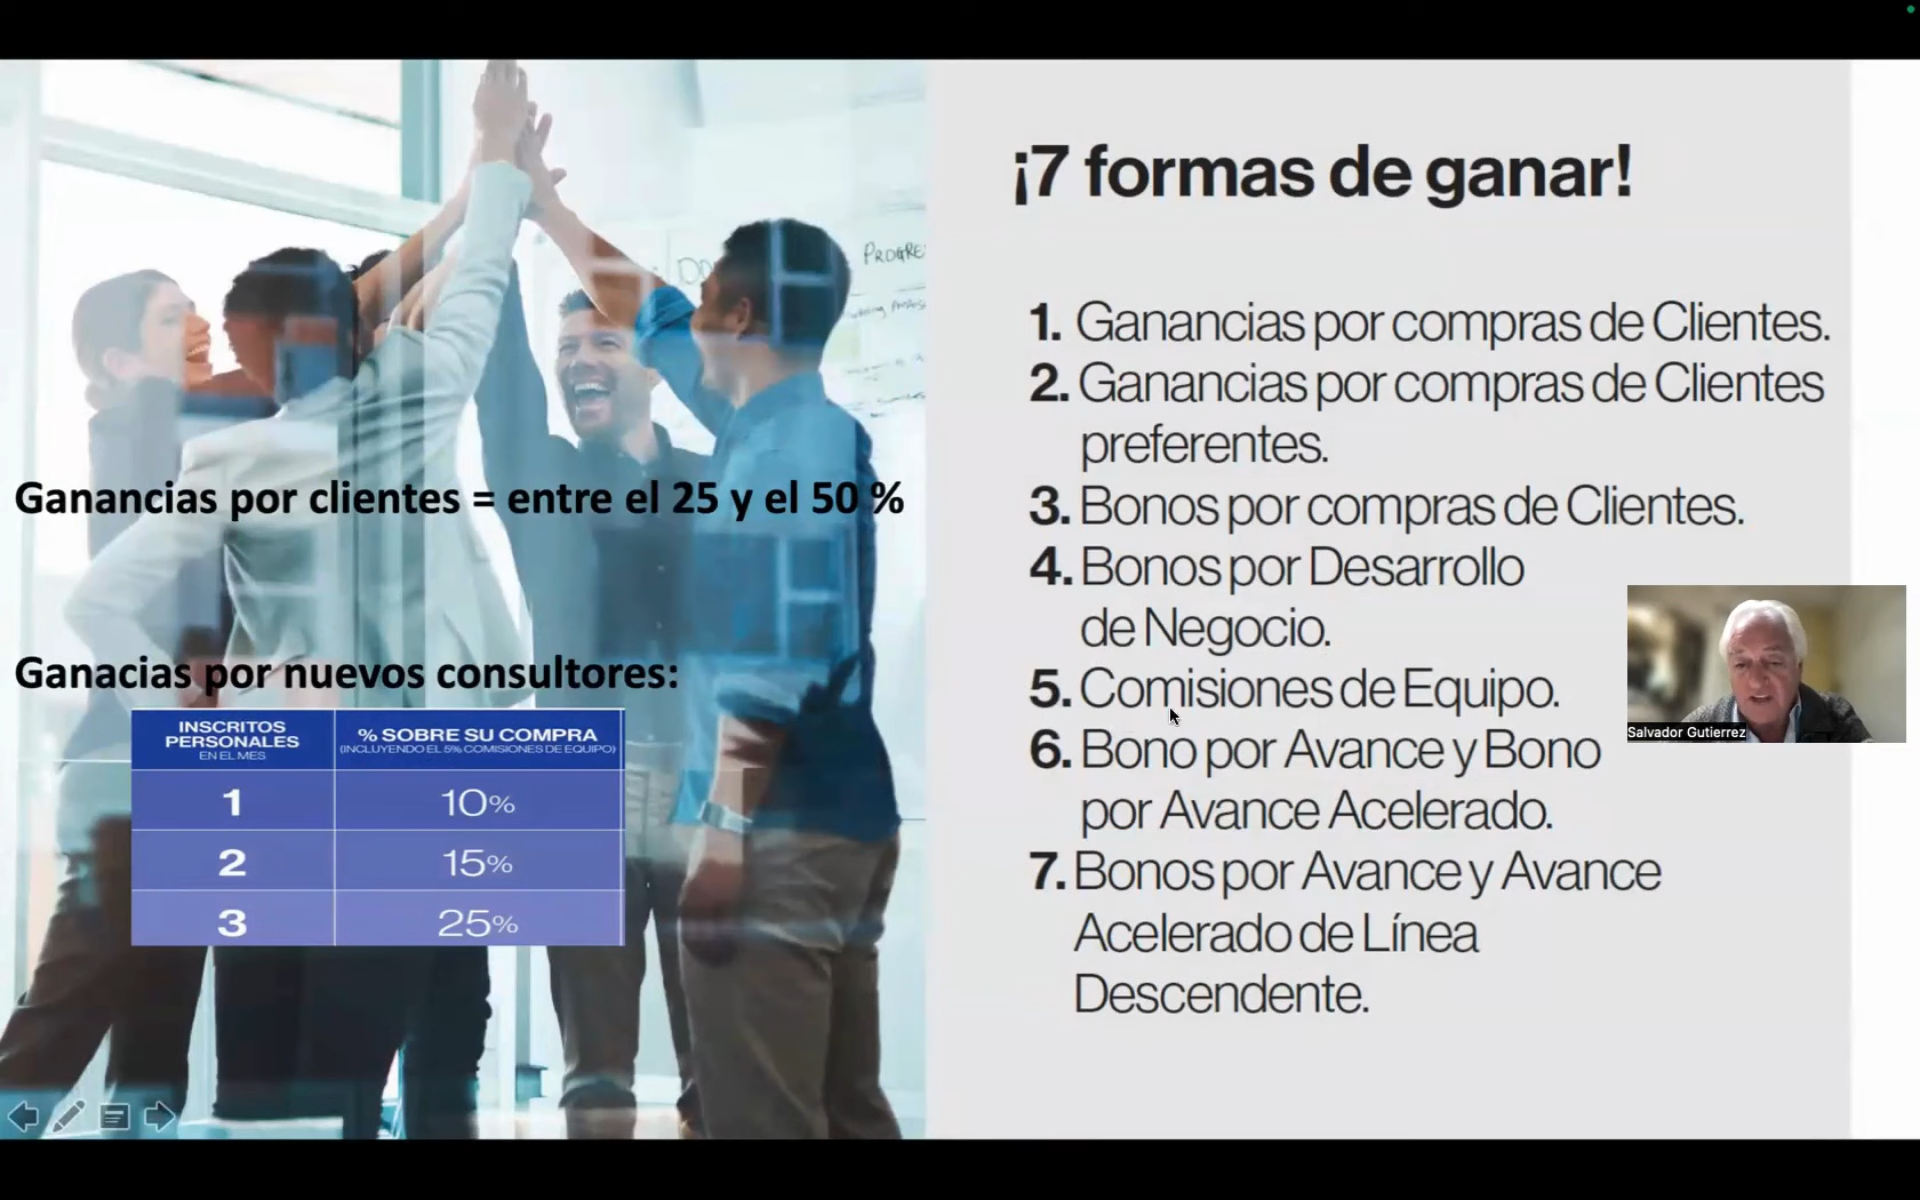 ¡7 formas de ganar!
1. Ganancias por compras de Clientes.
2. Ganancias por compras de Clientes
preferentes.
3. Bonos por compras de Clientes.
4. Bonos por Desarrollo
de Negocio.
5. Comisiones de Equipo.
6. Bono por Avance y Bono
por Avance Acelerado.
7. Bonos por Avance y Avance
Acelerado de Línea
Descendente.
Ganancias por clientes = entre el 25 y el 50 %
Ganacias por nuevos consultores:
INSCRITOS
PERSONALES
EN EL MES
% SOBRE SU COMPRA
(INCLUYENDO EL 5% COMISIONES DE EQUIPO)
1 10%
2 15%
3 25%
PROGRE
Salvador Gutierrez